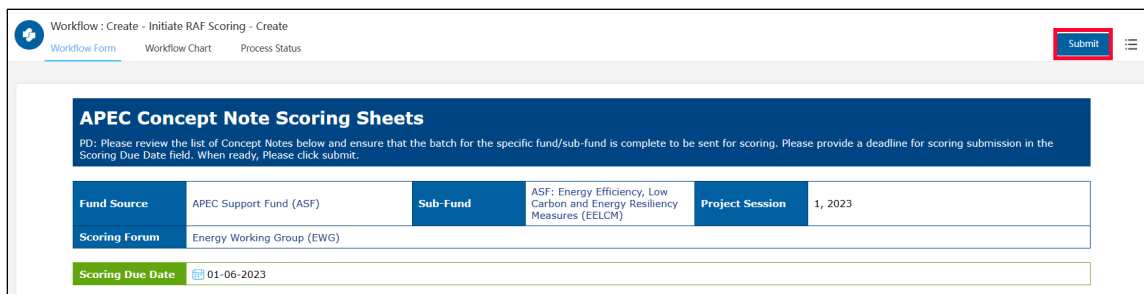 Workflow : Create - Initiate RAF Scoring - Create
Workflow Form Workflow Chart Process Status
Submit
APEC Concept Note Scoring Sheets
PD: Please review the list of Concept Notes below and ensure that the batch for the specific fund/sub-fund is complete to be sent for scoring. Please provide a deadline for scoring submission in the
Scoring Due Date field. When ready, Please click submit.
Fund Source APEC Support Fund (ASF) Sub-Fund ASF: Energy Efficiency, Low
Carbon and Energy Resiliency
Measures (EELCM) Project Session 1, 2023
Scoring Forum Energy Working Group (EWG)
Scoring Due Date 01-06-2023